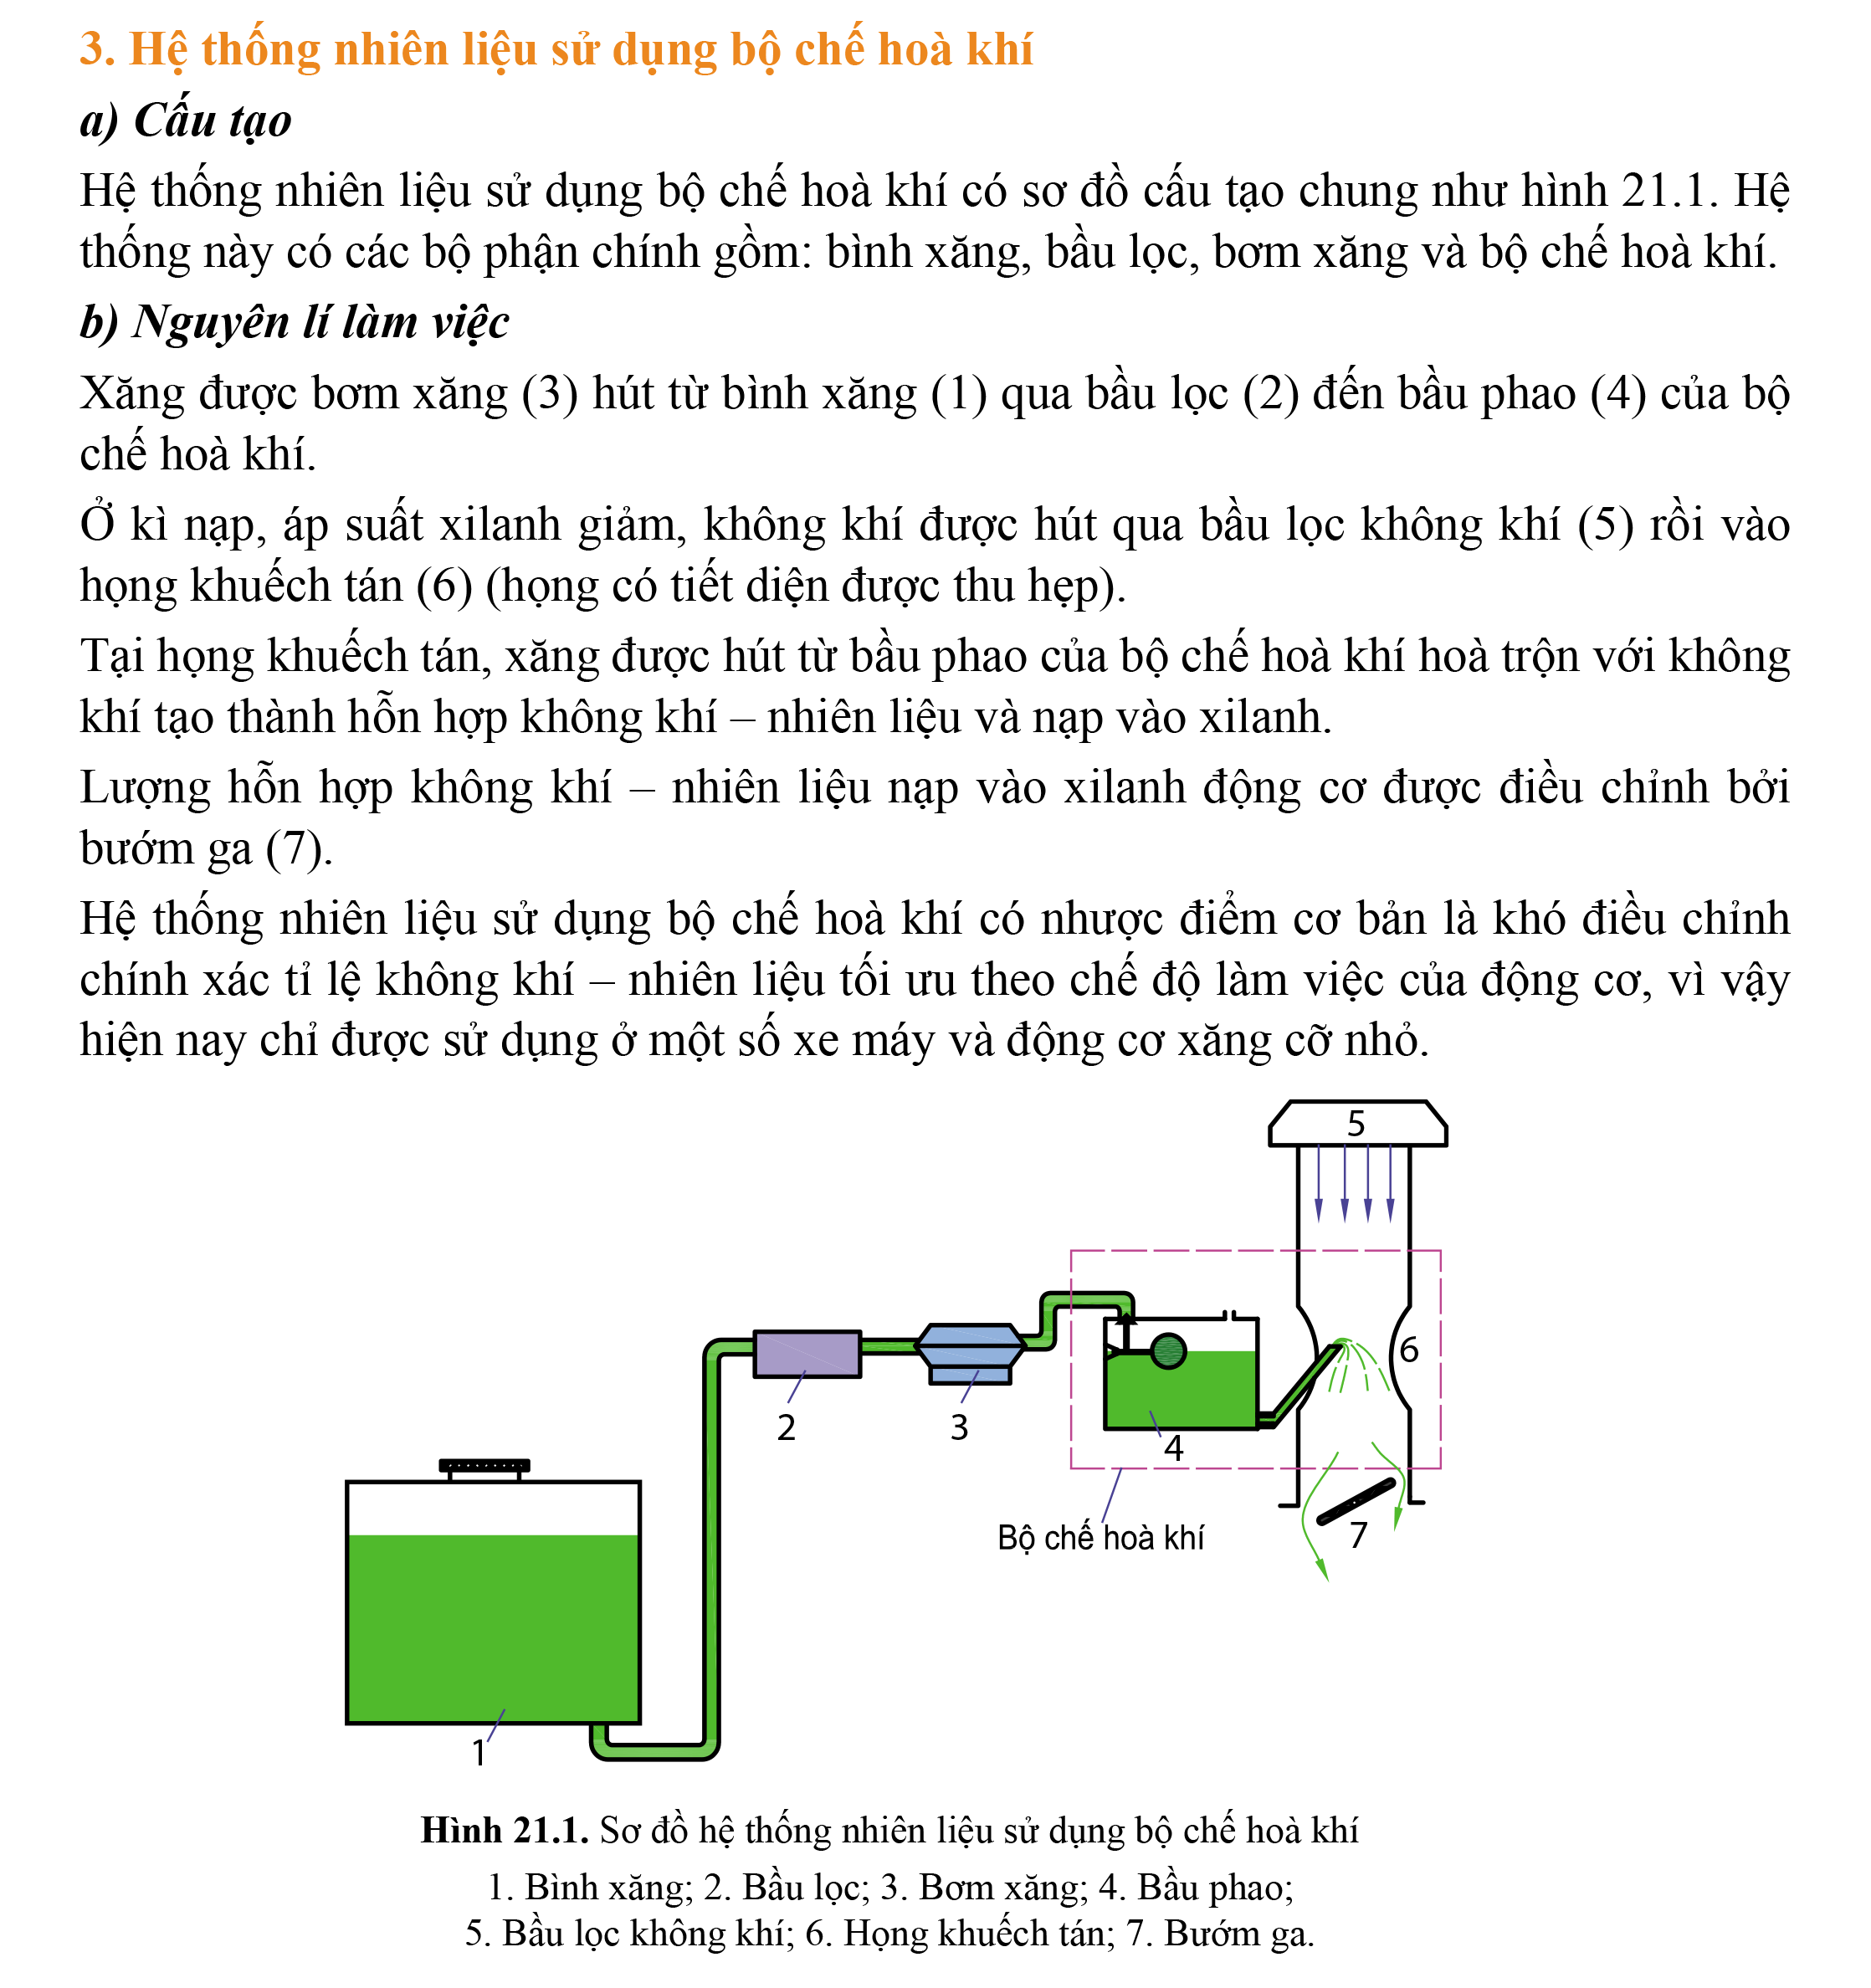 3. Hệ thống nhiên liệu sử dụng bộ chế hoà khí
a) Cấu tạo
Hệ thống nhiên liệu sử dụng bộ chế hoà khí có sơ đồ cấu tạo chung như hình 21.1. Hệ
thống này có các bộ phận chính gồm: bình xăng, bầu lọc, bơm xăng và bộ chế hoà khí.
b) Nguyên lí làm việc
Xăng được bơm xăng (3) hút từ bình xăng (1) qua bầu lọc (2) đến bầu phao (4) của bộ
chế hoà khí.
Ở kì nạp, áp suất xilanh giảm, không khí được hút qua bầu lọc không khí (5) rồi vào
họng khuếch tán (6) (họng có tiết diện được thu hẹp).
Tại họng khuếch tán, xăng được hút từ bầu phao của bộ chế hoà khí hoà trộn với không
khí tạo thành hỗn hợp không khí – nhiên liệu và nạp vào xilanh.
Lượng hỗn hợp không khí – nhiên liệu nạp vào xilanh động cơ được điều chỉnh bởi
bướm ga (7).
Hệ thống nhiên liệu sử dụng bộ chế hoà khí có nhược điểm cơ bản là khó điều chỉnh
chính xác tỉ lệ không khí – nhiên liệu tối ưu theo chế độ làm việc của động cơ, vì vậy
hiện nay chỉ được sử dụng ở một số xe máy và động cơ xăng cỡ nhỏ.
5
6
2
3
4
Bộ chế hoà khí
7
1
Hình 21.1. Sơ đồ hệ thống nhiên liệu sử dụng bộ chế hoà khí
1. Bình xăng; 2. Bầu lọc; 3. Bơm xăng; 4. Bầu phao;
5. Bầu lọc không khí; 6. Họng khuếch tán; 7. Bướm ga.